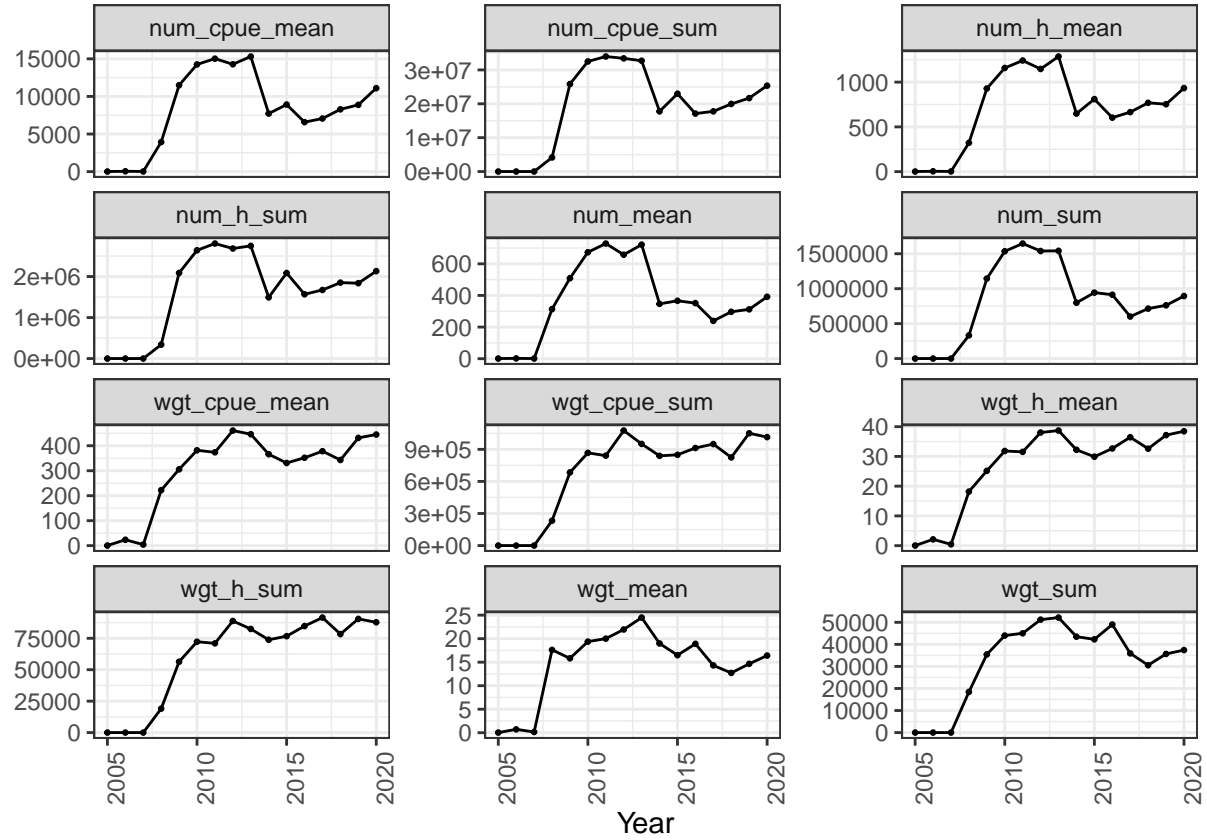 num_cpue_mean
num_cpue_sum
num_h_mean
15000
10000
5000
0
3e+07
2e+07
1e+07
0e+00
1000
500
0
num_h_sum
num_mean
num_sum
2e+06
1e+06
0e+00
600
400
200
0
1500000
1000000
500000
0
wgt_cpue_mean
wgt_cpue_sum
wgt_h_mean
400
300
200
100
0
9e+05
6e+05
3e+05
0e+00
40
30
20
10
0
wgt_h_sum
wgt_mean
wgt_sum
75000
50000
25000
0
25
20
15
10
5
0
50000
40000
30000
20000
10000
0
2005
2010
2015
2020
2005
2010
2015
2020
2005
2010
2015
2020
Year